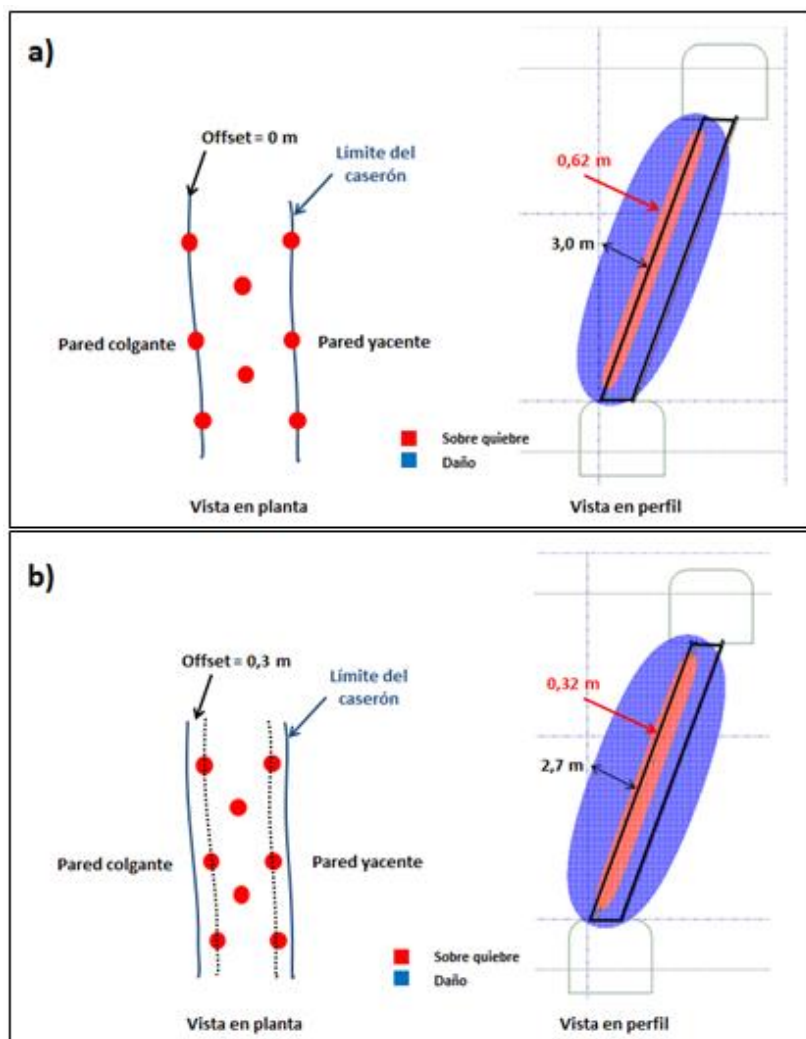 a)
Offset = 0 m
Límite del
caserón
0,62 m
3,0 m
Pared colgante
Pared yacente
Sobre quiebre
Daño
Vista en planta
Vista en perfil
b)
Offset = 0,3 m
Límite del
caserón
0,32 m
2,7 m
Pared colgante
Pared yacente
Sobre quiebre
Daño
Vista en planta
Vista en perfil